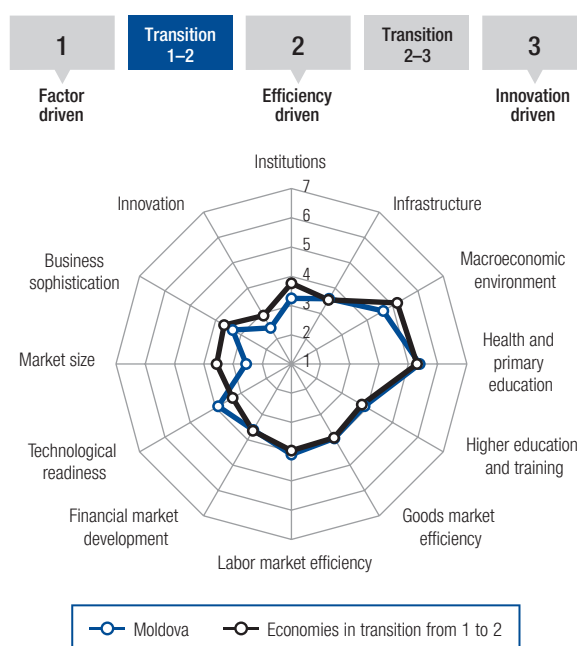 1
Transition
1–2
2
Transition
2–3
3
Factor
driven
Efficiency
driven
Innovation
driven
Institutions
7
6
5
4
3
2
1
Infrastructure
Macroeconomic
environment
Health and
primary
education
Higher education
and training
Goods market
efficiency
Labor market efficiency
Financial market
development
Technological
readiness
Market size
Business
sophistication
Innovation
Moldova
Economies in transition from 1 to 2